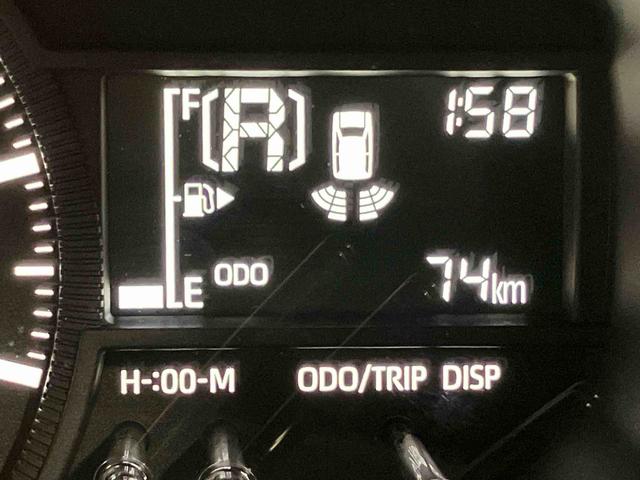 F (R) 1:58
E ODO 74km
H-:00-M ODO/TRIP DISP